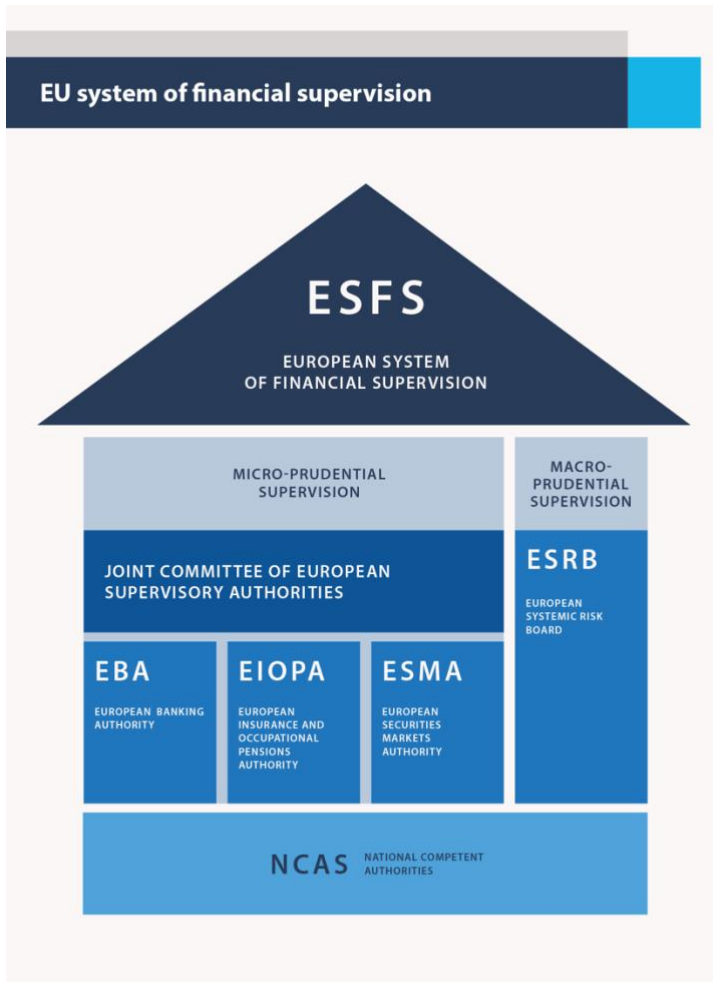 EU system of financial supervision
ESFS
EUROPEAN SYSTEM
OF FINANCIAL SUPERVISION
MICRO-PRUDENTIAL
SUPERVISION
MACRO-
PRUDENTIAL
SUPERVISION
JOINT COMMITTEE OF EUROPEAN
SUPERVISORY AUTHORITIES
ESRB
EUROPEAN
SYSTEMIC RISK
BOARD
EBA
EUROPEAN BANKING
AUTHORITY
EIOPA
EUROPEAN
INSURANCE AND
OCCUPATIONAL
PENSIONS
AUTHORITY
ESMA
EUROPEAN
SECURITIES
MARKETS
AUTHORITY
NCAS
NATIONAL COMPETENT
AUTHORITIES